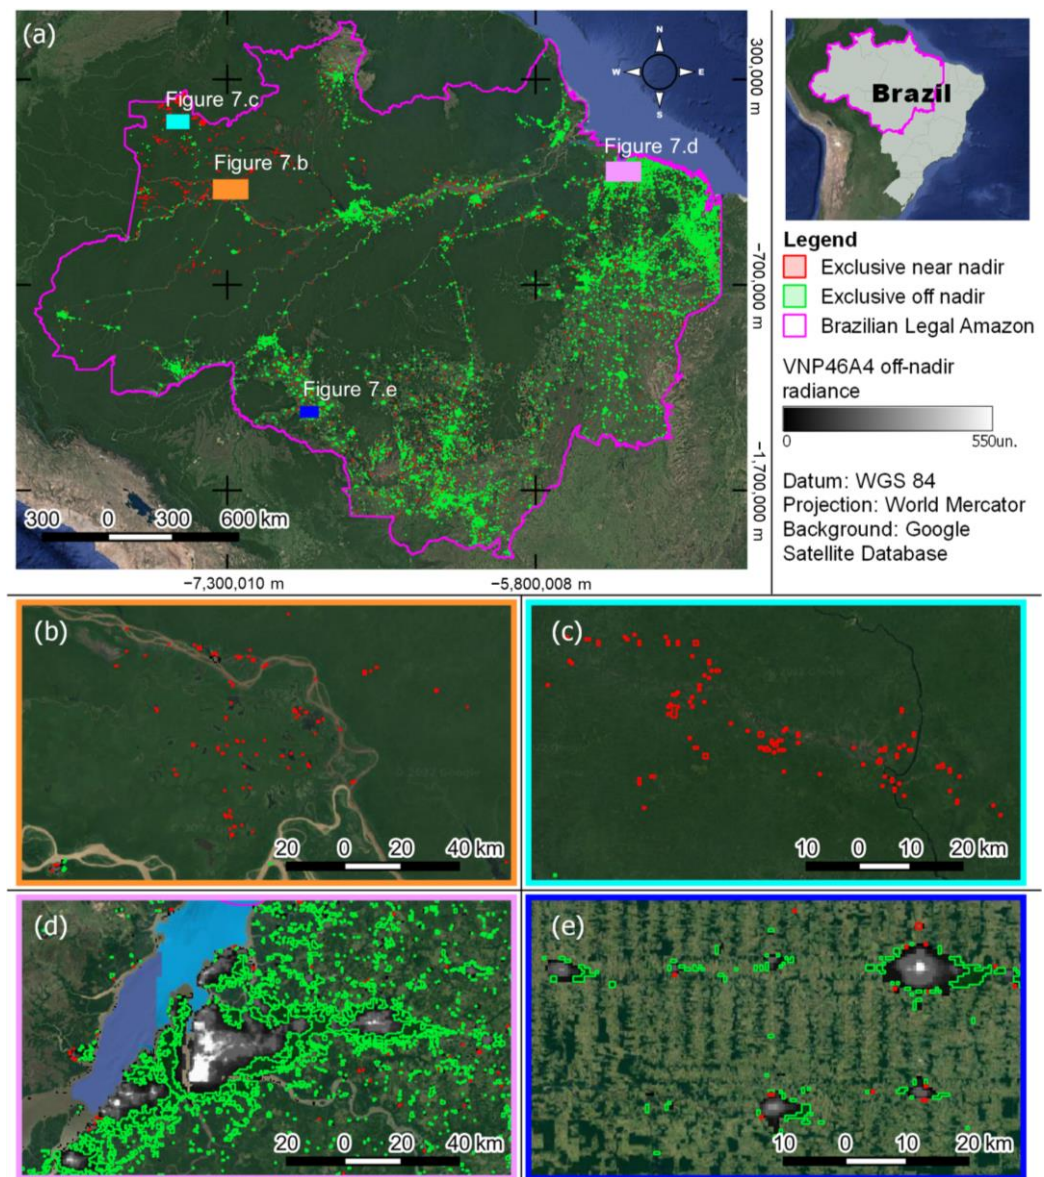 (a)
N
W E
S
Figure 7.c
Figure 7.b
Figure 7.d
Figure 7.e
300,000 m
−700,000 m
−1,700,000 m
300 0 300 600 km
−7,300,010 m −5,800,008 m
Brazil
Legend
Exclusive near nadir
Exclusive off nadir
Brazilian Legal Amazon
VNP46A4 off-nadir
radiance
0 550un.
Datum: WGS 84
Projection: World Mercator
Background: Google
Satellite Database
(b)
20 0 20 40 km
(c)
10 0 10 20 km
(d)
20 0 20 40 km
(e)
10 0 10 20 km